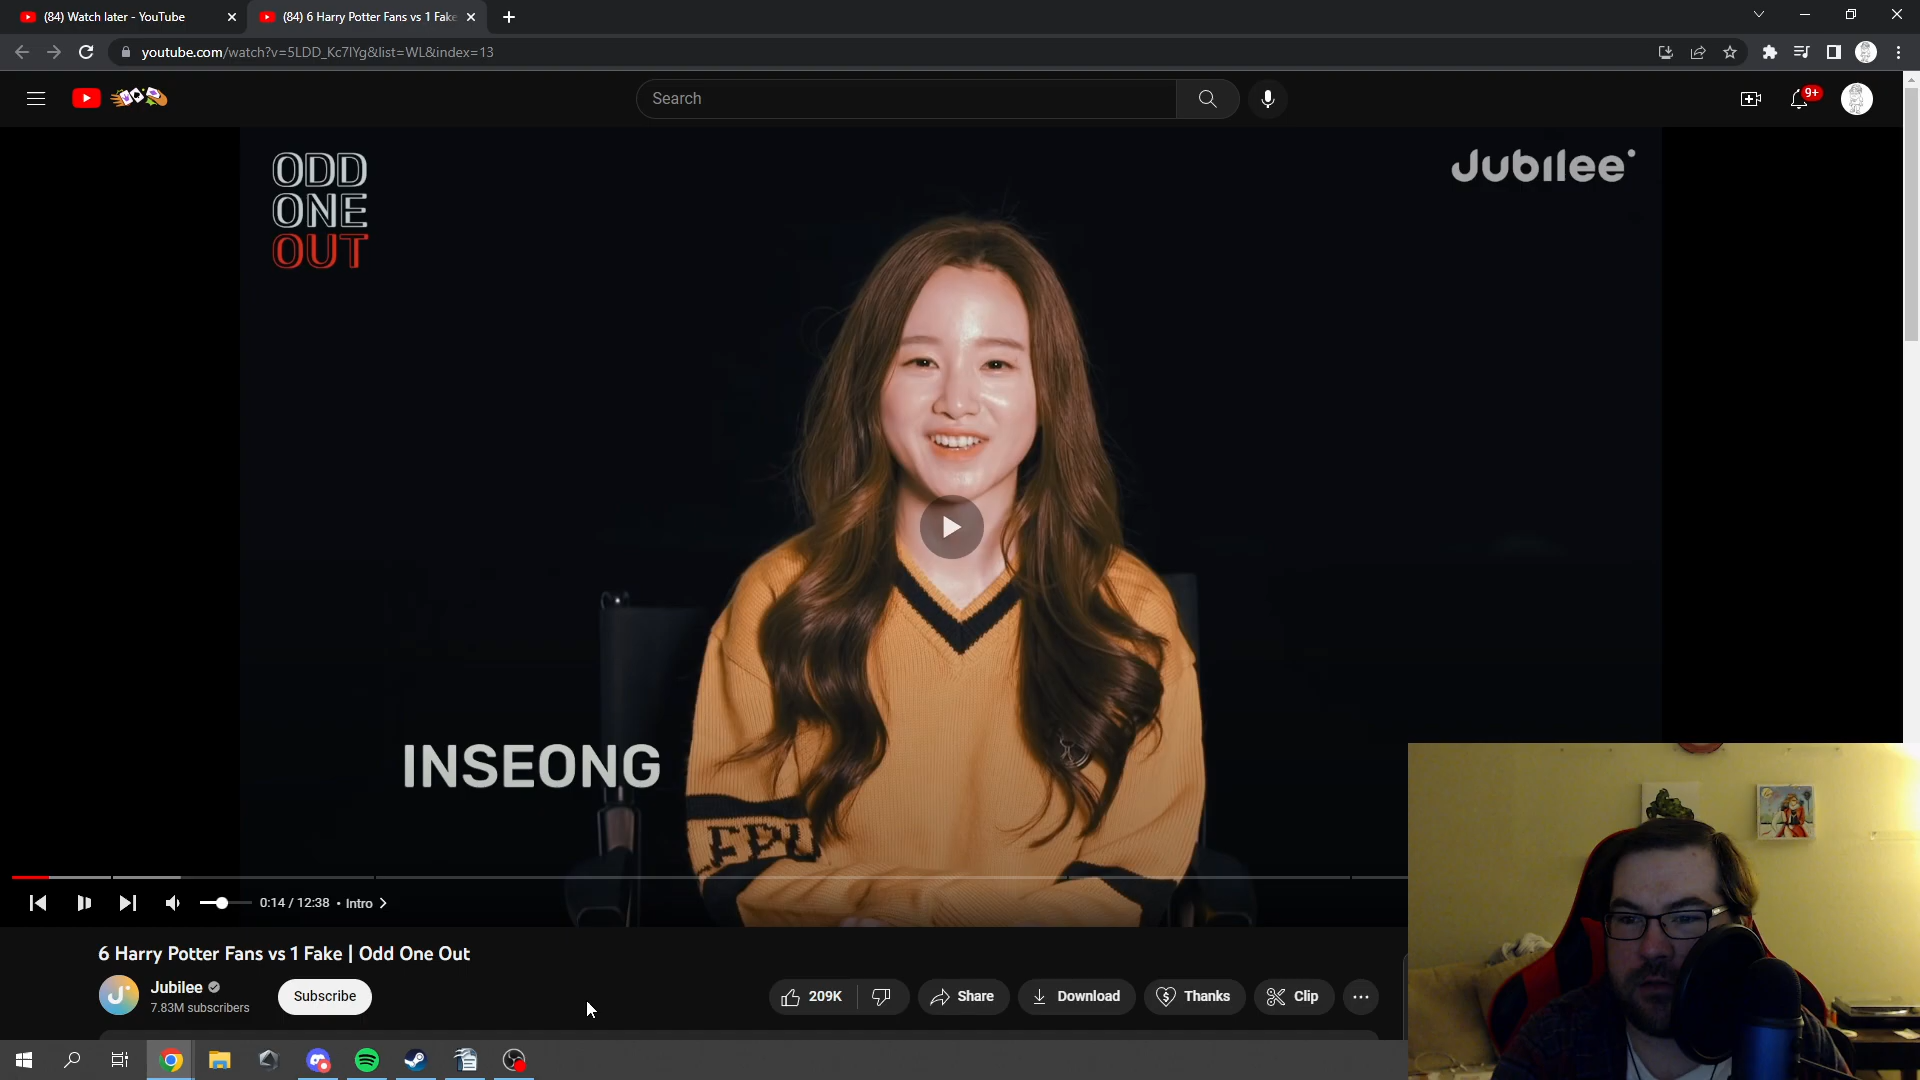 (84) Watch later - YouTube
(84) 6 Harry Potter Fans vs 1 Fake
youtube.com/watch?v=5LDD_Kc7lYg&list=WL&index=13
Search
9+
ODD
ONE
OUT
Jubilee
INSEONG
0:14 / 12:38 • Intro
6 Harry Potter Fans vs 1 Fake | Odd One Out
Jubilee
7.83M subscribers
Subscribe
209K
Share
Download
Thanks
Clip